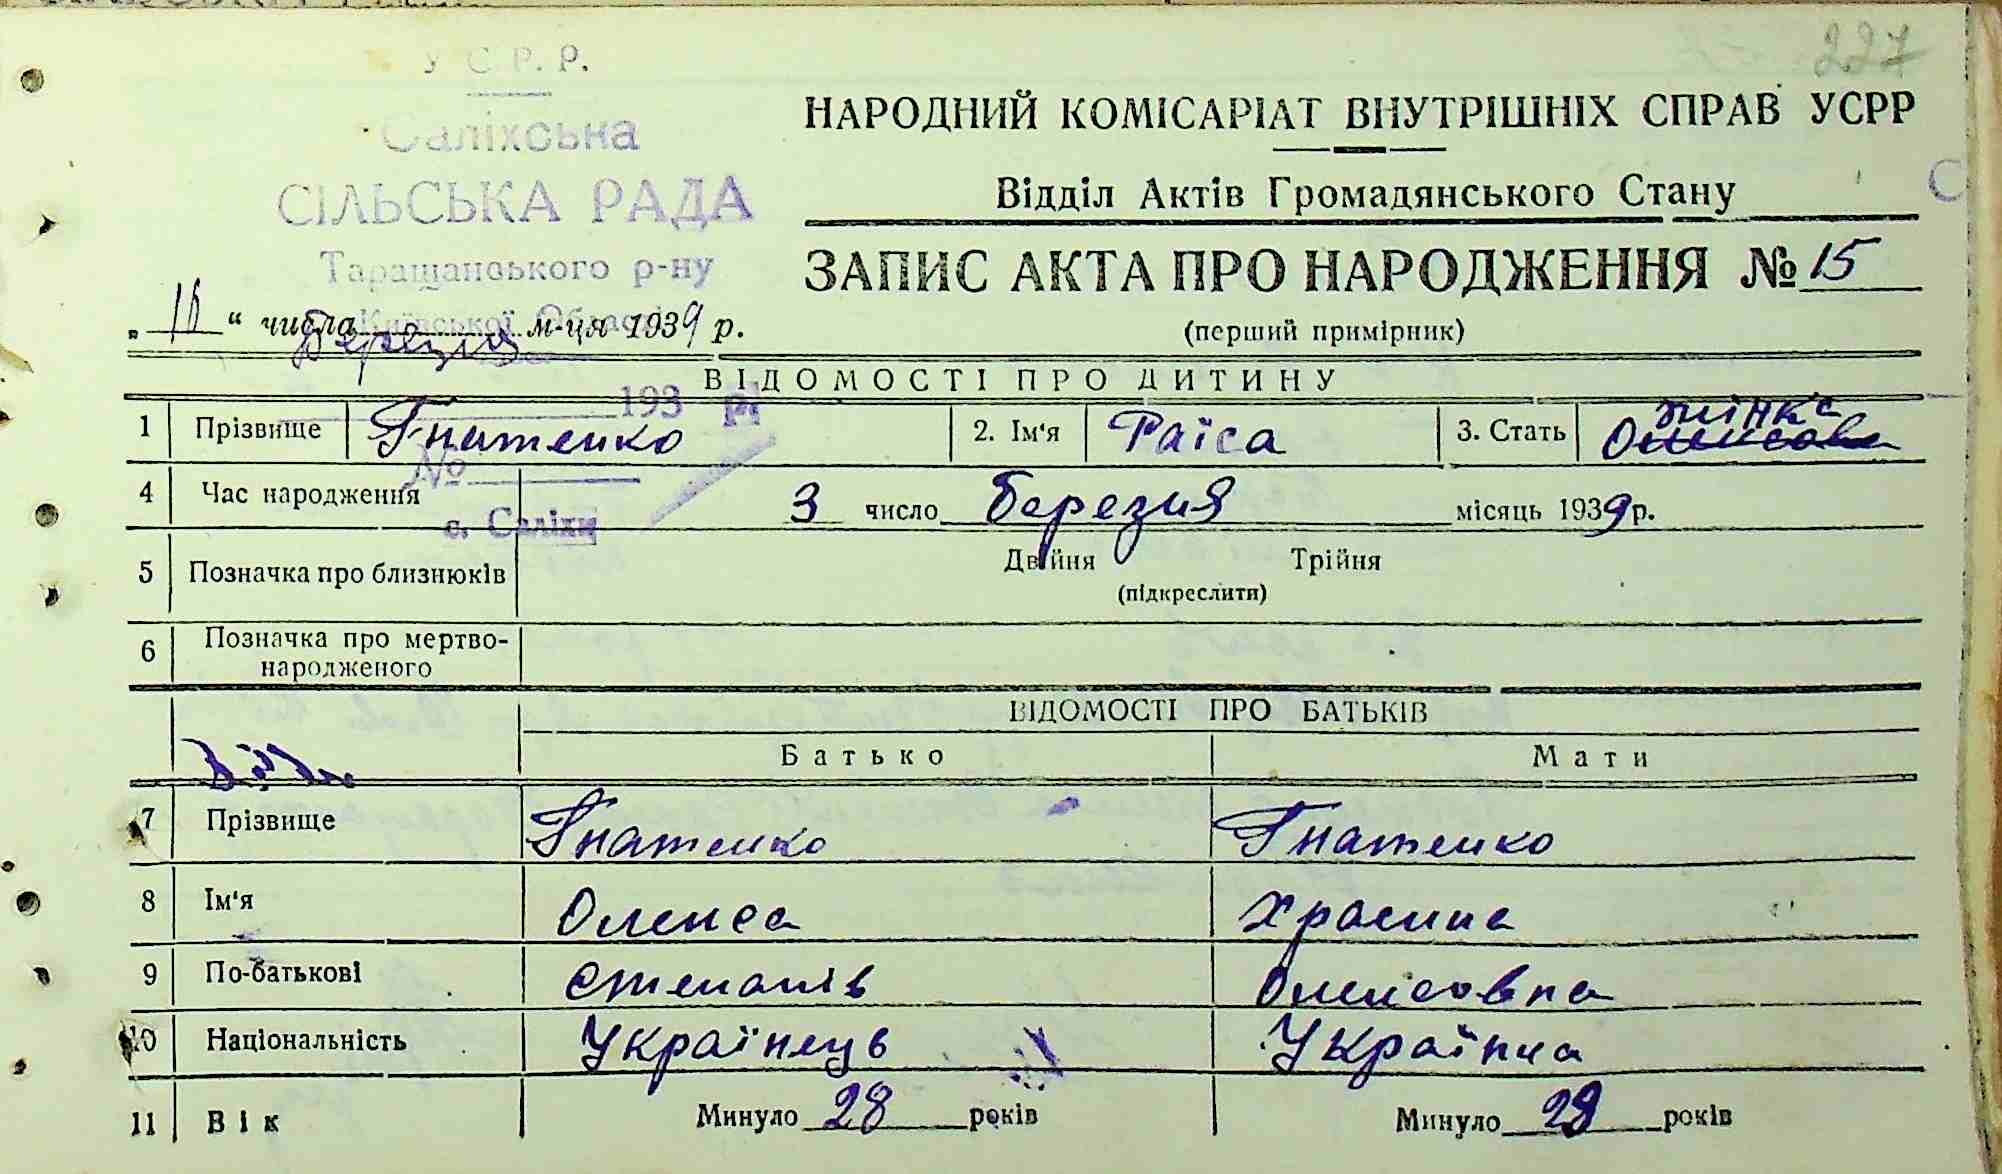 227
У С Р. Р.
Саліхська
СІЛЬСЬКА РАДА
Таращанського р-ну
Київської Області
193 р.
№
с. Саліхи
НАРОДНИЙ КОМІСАРІАТ ВНУТРІШНІХ СПРАВ УСРР
Відділ Актів Громадянського Стану
С
ЗАПИС АКТА ПРО НАРОДЖЕННЯ № 15
(перший примірник)
„ 16 “ числа Березня м-ця 1939 р.
ВІДОМОСТІ ПРО ДИТИНУ
1 Прізвище Гнатенко 2. Ім‘я Раїса 3. Стать жінка
4 Час народження 3 число березня місяць 1939 р.
5 Позначка про близнюків Двійня Трійня
(підкреслити)
6 Позначка про мертво-
народженого
ВІДОМОСТІ ПРО БАТЬКІВ
Батько Мати
7 Прізвище Гнатенко Гнатенко
8 Ім‘я Олекса
9 По-батькові Степанів
10 Національність Українець Українка
11 Вік Минуло 28 років Минуло 29 років